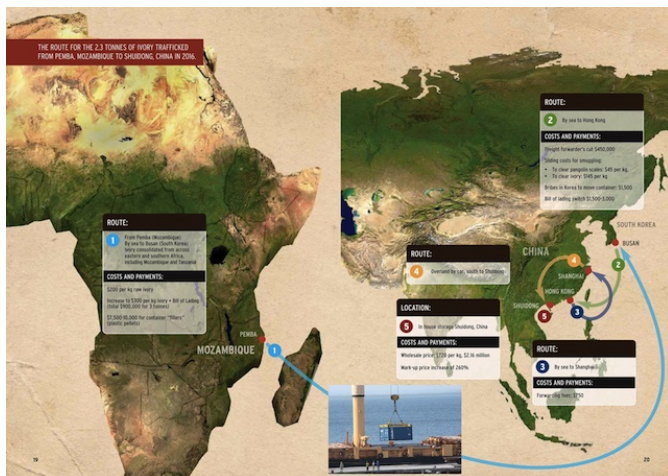 THE ROUTE FOR THE 2.3 TONNES OF IVORY TRAFFICKED
FROM PEMBA, MOZAMBIQUE TO SHUIDONG, CHINA IN 2016.
ROUTE:
1
From Pemba (Mozambique)
By sea to Busan (South Korea)
Ivory consolidated from across
eastern and southern Africa,
including Mozambique and Tanzania
COSTS AND PAYMENTS:
$200 per kg raw ivory
Increase to $300 per kg ivory + Bill of Lading
(total $900,000 for 3 tonnes)
$7,500-10,000 for container "fillers"
(plastic pellets)
PEMBA
MOZAMBIQUE
1
19
ROUTE:
2
By sea to Hong Kong
COSTS AND PAYMENTS:
Freight forwarder's cut $450,000
Sliding costs for smuggling:
• To clear pangolin scales: $45 per kg,
• To clear ivory: $145 per kg
Bribes in Korea to move container: $1,500
Bill of lading switch $1,500-3,000
SOUTH KOREA
BUSAN
2
CHINA
4
SHANGHAI
HONG KONG
SHUIDONG
5
3
ROUTE:
4
Overland by car, south to Shuidong
LOCATION:
5
In house storage Shuidong, China
COSTS AND PAYMENTS:
Wholesale price: $720 per kg, $2.16 million
Mark-up price increase of 260%
ROUTE:
3
By sea to Shanghai
COSTS AND PAYMENTS:
Forwarding fees: $750
20